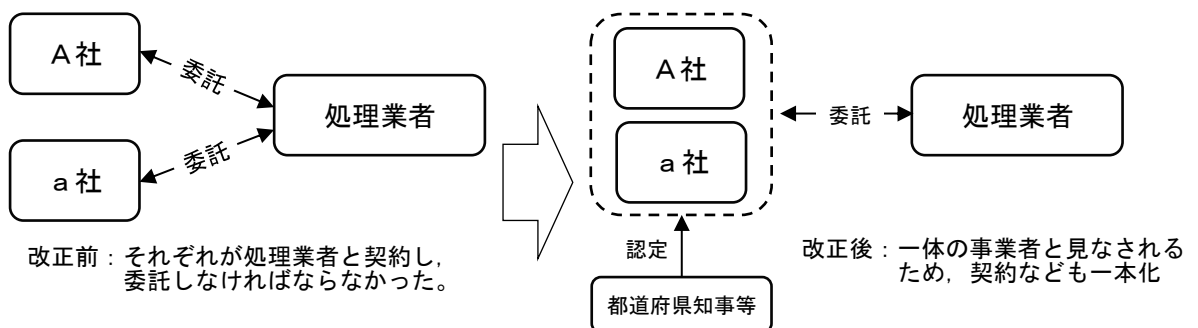 A社
委託
処理業者
委託
a社
改正前：それぞれが処理業者と契約し，
委託しなければならなかった。
A社
a社
委託
処理業者
認定
都道府県知事等
改正後：一体の事業者と見なされる
ため，契約なども一本化